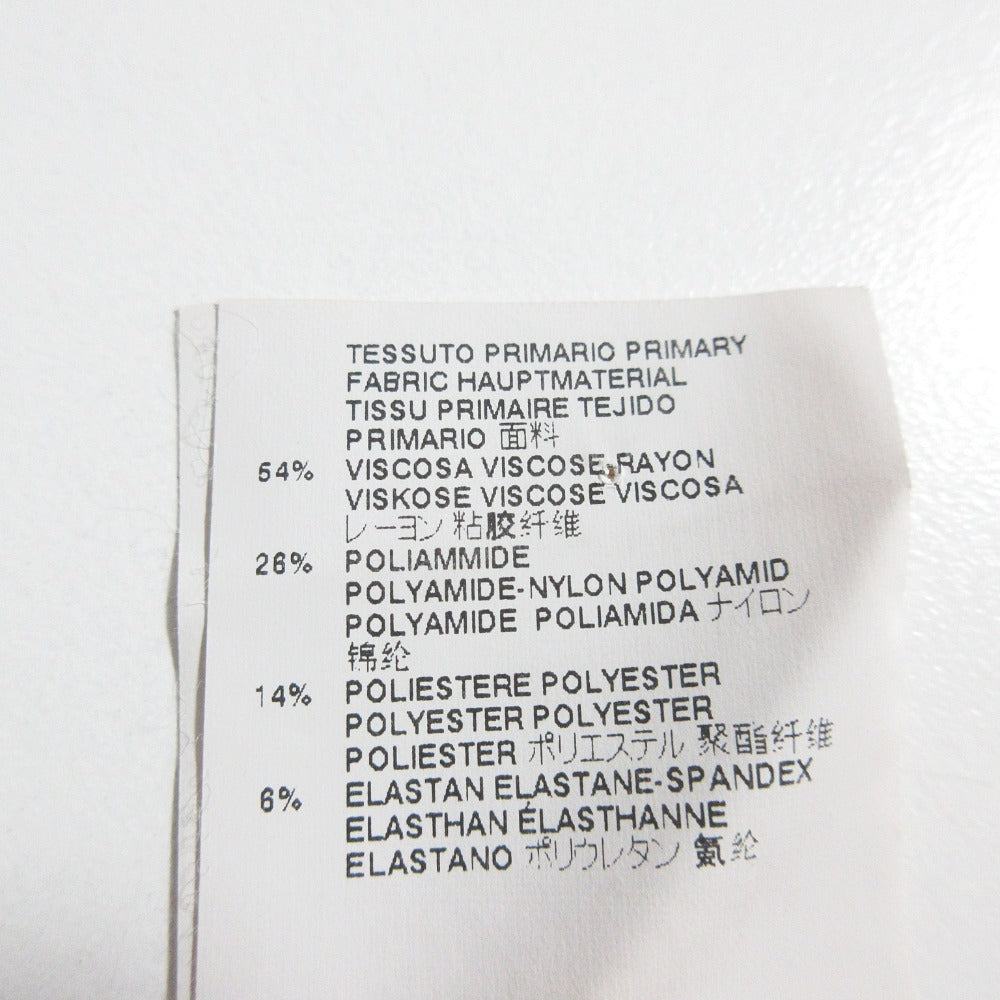 TESSUTO PRIMARIO PRIMARY
FABRIC HAUPTMATERIAL
TISSU PRIMAIRE TEJIDO
PRIMARIO 面料
54% VISCOSA VISCOSE-RAYON
VISKOSE VISCOSE VISCOSA
レーヨン 粘胶纤维
26% POLIAMMIDE
POLYAMIDE-NYLON POLYAMID
POLYAMIDE POLIAMIDA ナイロン
锦纶
14% POLIESTERE POLYESTER
POLYESTER POLYESTER
POLIESTER ポリエステル 聚酯纤维
6% ELASTAN ELASTANE-SPANDEX
ELASTHAN ÉLASTHANNE
ELASTANO ポリウレタン 氨纶